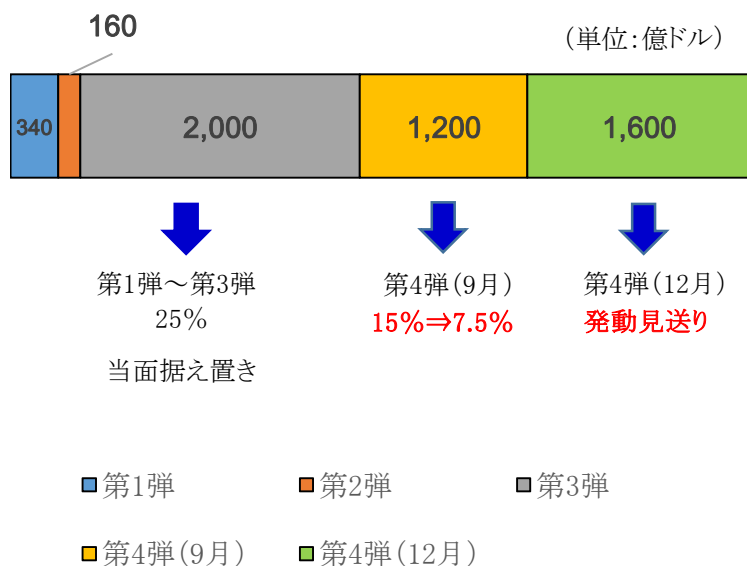 160
(単位:億ドル)
340
2,000
1,200
1,600
第1弾～第3弾
25%
当面据え置き
第4弾(9月)
15%⇒7.5%
第4弾(12月)
発動見送り
第1弾
第2弾
第3弾
第4弾(9月)
第4弾(12月)